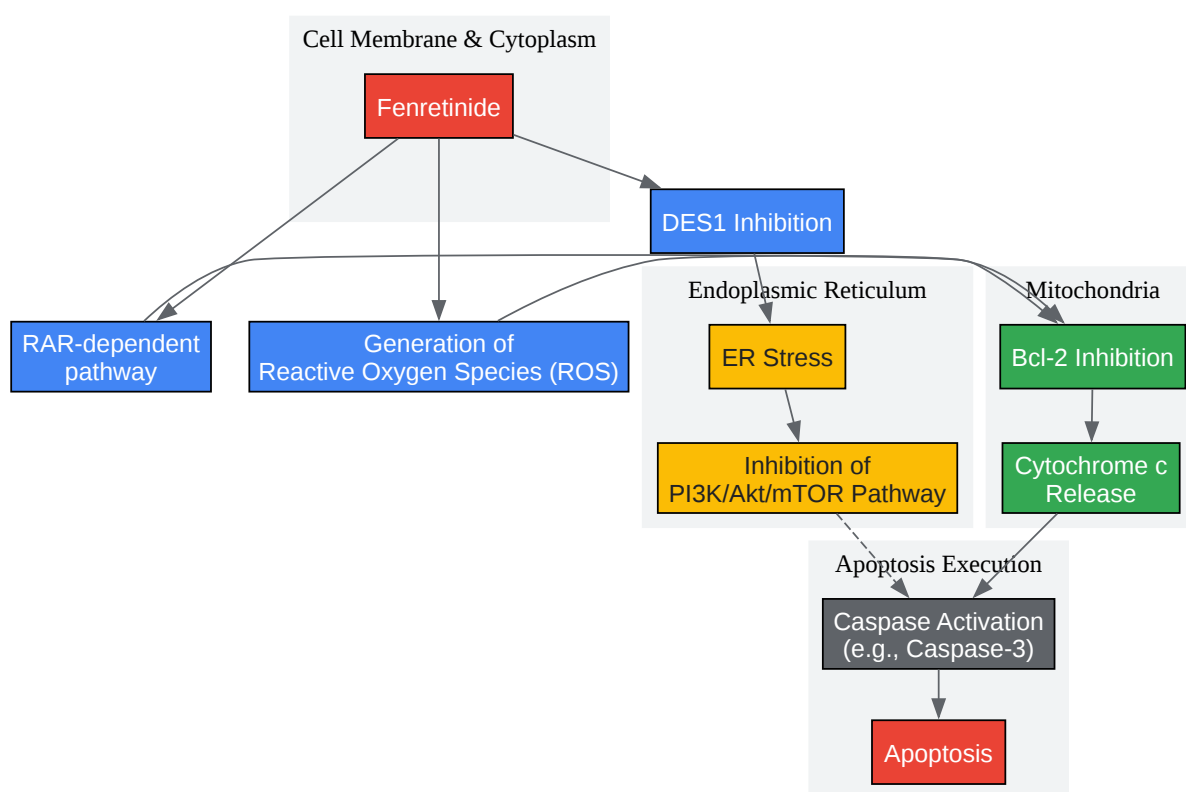 Cell Membrane & Cytoplasm
Fenretinide
DES1 Inhibition
Endoplasmic Reticulum
Mitochondria
RAR-dependent
pathway
Generation of
Reactive Oxygen Species (ROS)
ER Stress
Bcl-2 Inhibition
Inhibition of
PI3K/Akt/mTOR Pathway
Cytochrome c
Release
Apoptosis Execution
Caspase Activation
(e.g., Caspase-3)
Apoptosis